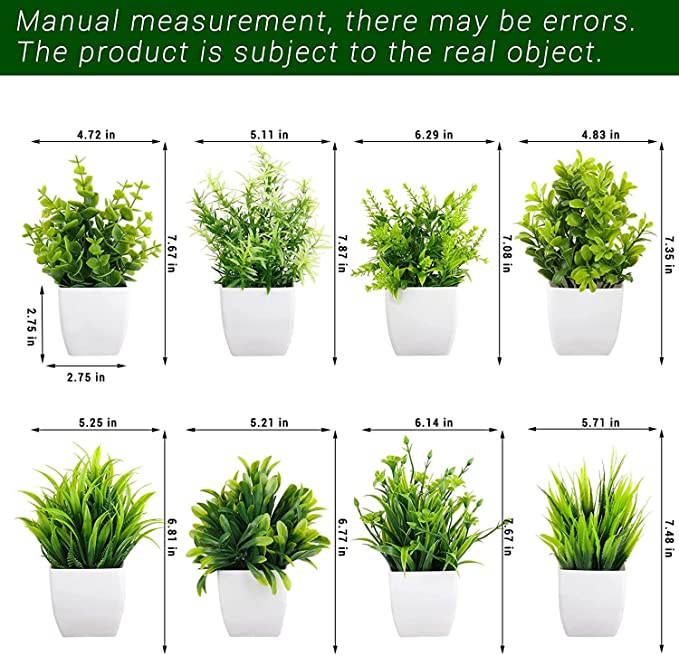 Manual measurement, there may be errors.
The product is subject to the real object.
4.72 in
5.11 in
6.29 in
4.83 in
7.67 in
7.87 in
7.08 in
7.35 in
2.75 in
2.75 in
5.25 in
5.21 in
6.14 in
5.71 in
6.81 in
6.77 in
7.67 in
7.48 in